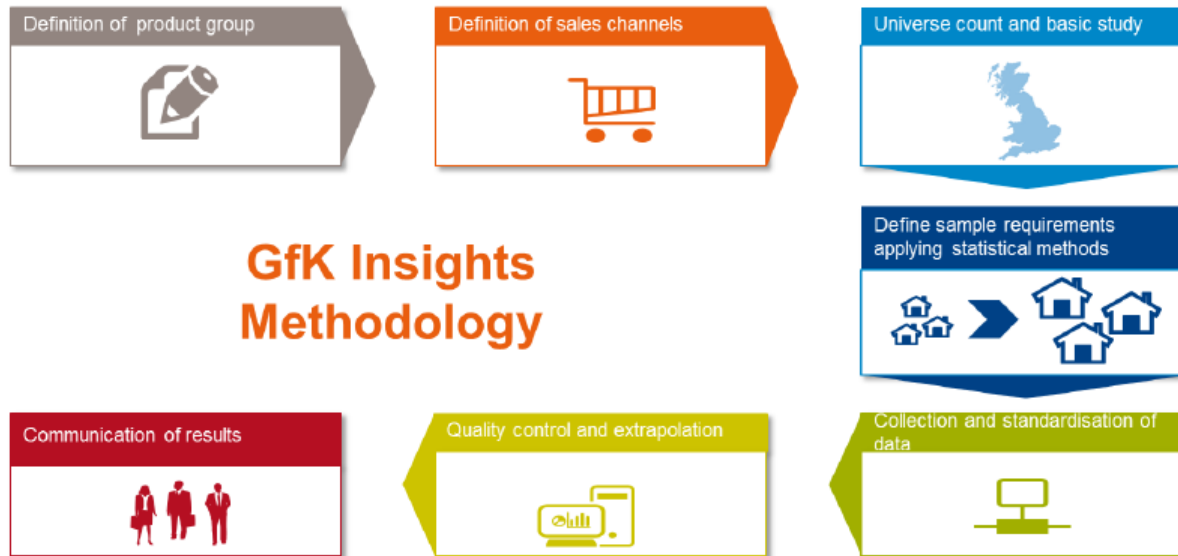 Definition of product group
Definition of sales channels
Universe count and basic study
Define sample requirements
applying statistical methods
GfK Insights
Methodology
Communication of results
Quality control and extrapolation
Collection and standardisation of
data